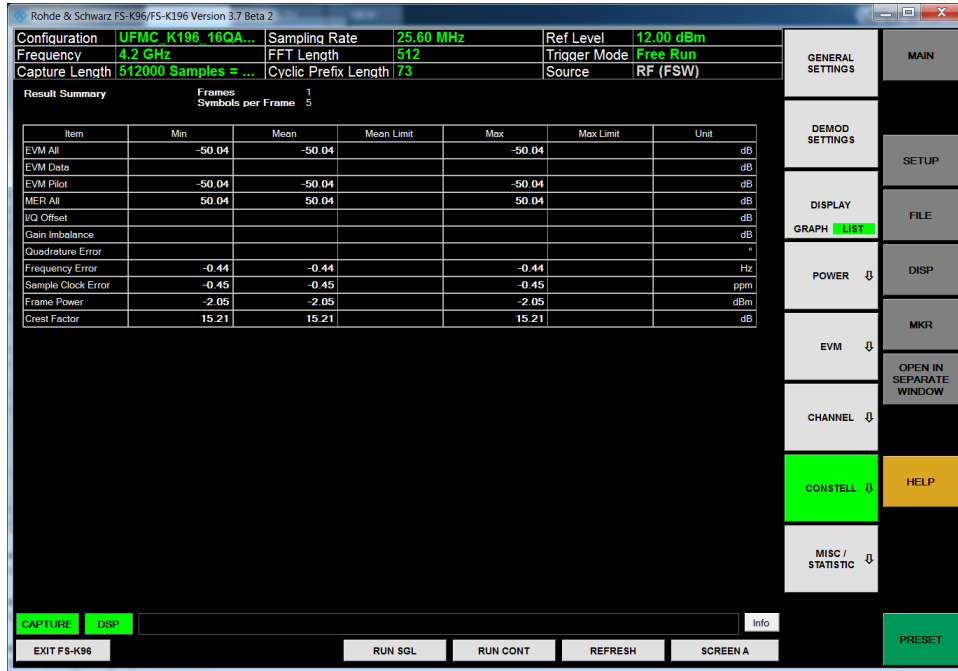 Rohde & Schwarz FS-K96/FS-K196 Version 3.7 Beta 2
Configuration UFMC_K196_16QA... Sampling Rate 25.60 MHz Ref Level 12.00 dBm
Frequency 4.2 GHz FFT Length 512 Trigger Mode Free Run
Capture Length 512000 Samples = ... Cyclic Prefix Length 73 Source RF (FSW)
Result Summary Frames 1
Symbols per Frame 5
Item Min Mean Mean Limit Max Max Limit Unit
EVM All -50.04 -50.04 -50.04 dB
EVM Data dB
EVM Pilot -50.04 -50.04 -50.04 dB
MER All 50.04 50.04 50.04 dB
I/Q Offset dB
Gain Imbalance dB
Quadrature Error °
Frequency Error -0.44 -0.44 -0.44 Hz
Sample Clock Error -0.45 -0.45 -0.45 ppm
Frame Power -2.05 -2.05 -2.05 dBm
Crest Factor 15.21 15.21 15.21 dB
GENERAL
SETTINGS
DEMOD
SETTINGS
DISPLAY
GRAPH LIST
POWER ⇩
EVM ⇩
CHANNEL ⇩
CONSTELL ⇩
MISC /
STATISTIC ⇩
MAIN
SETUP
FILE
DISP
MKR
OPEN IN
SEPARATE
WINDOW
HELP
PRESET
CAPTURE DSP Info
EXIT FS-K96 RUN SGL RUN CONT REFRESH SCREEN A